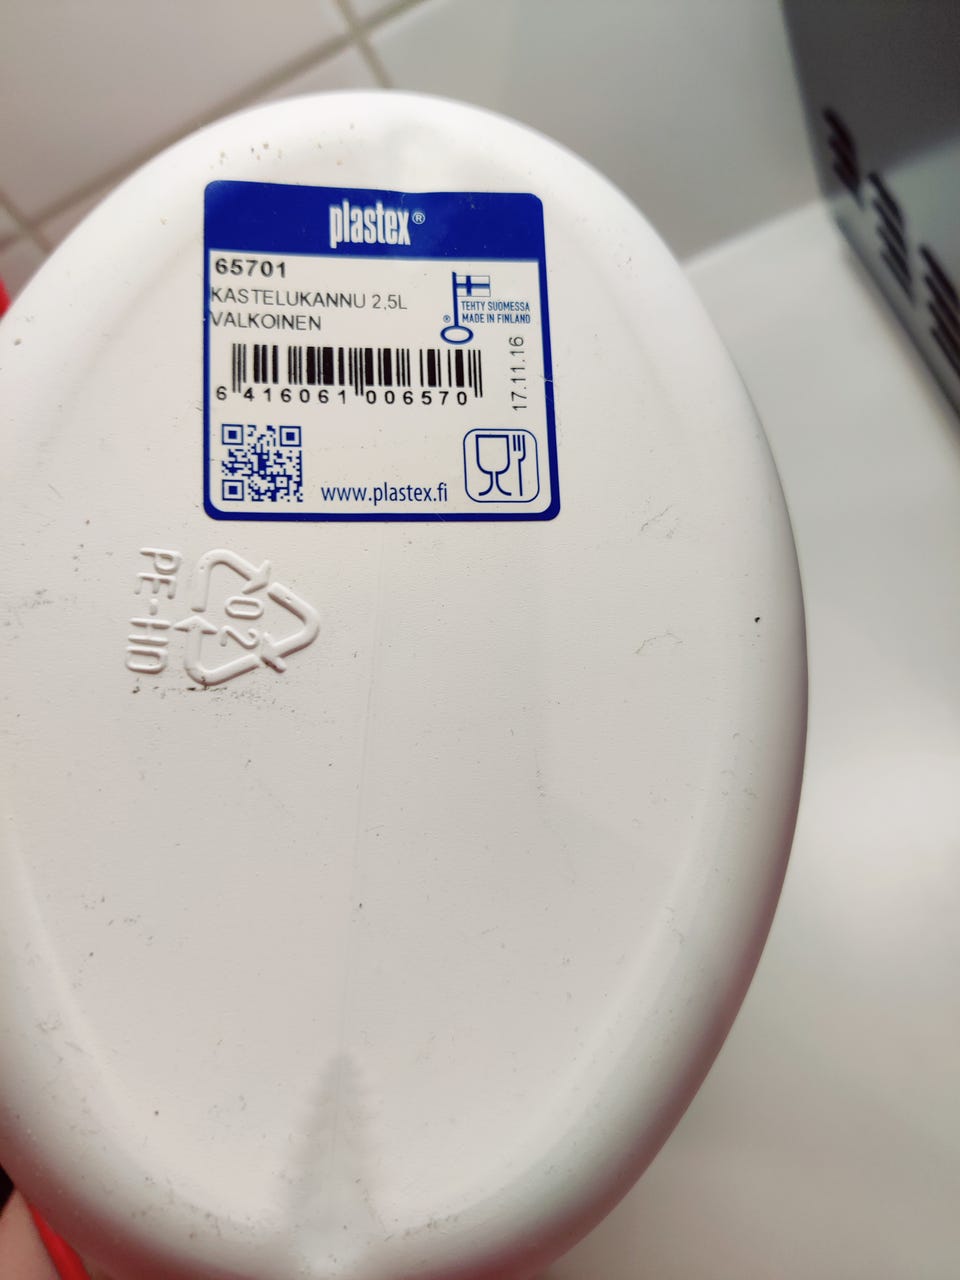 plastex®
65701
KASTELUKANNU 2,5L
VALKOINEN
® TEHTY SUOMESSA
MADE IN FINLAND
17.11.16
6 416061 006570
www.plastex.fi
02
PE-HD